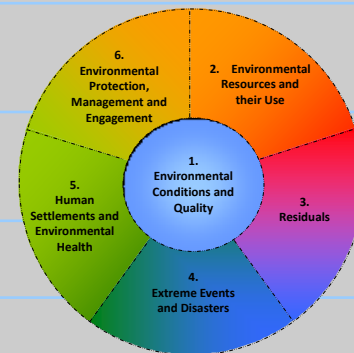 1.
Environmental
Conditions and
Quality
2. Environmental
Resources and
their Use
3.
Residuals
4.
Extreme Events
and Disasters
5.
Human
Settlements and
Environmental
Health
6.
Environmental
Protection,
Management and
Engagement